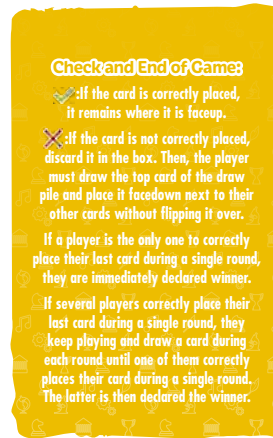 Check and End of Game:
:If the card is correctly placed,
it remains where it is faceup.
:If the card is not correctly placed,
discard it in the box. Then, the player
must draw the top card of the draw
pile and place it facedown next to their
other cards without flipping it over.
If a player is the only one to correctly
place their last card during a single round,
they are immediately declared winner.
If several players correctly place their
last card during a single round, they
keep playing and draw a card during
each round until one of them correctly
places their card during a single round.
The latter is then declared the winner.